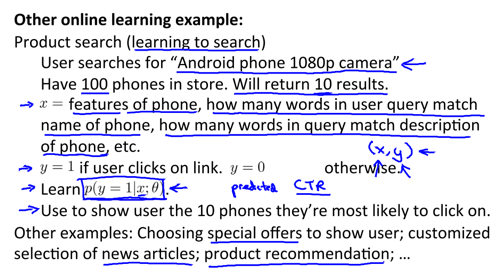 Other online learning example:
Product search (learning to search)
User searches for “Android phone 1080p camera”
Have 100 phones in store. Will return 10 results.
x = features of phone, how many words in user query match
name of phone, how many words in query match description
of phone, etc.
(x, y)
y = 1 if user clicks on link. y = 0 otherwise.
Learn p(y = 1|x; θ). predicted CTR
Use to show user the 10 phones they’re most likely to click on.
Other examples: Choosing special offers to show user; customized
selection of news articles; product recommendation; …